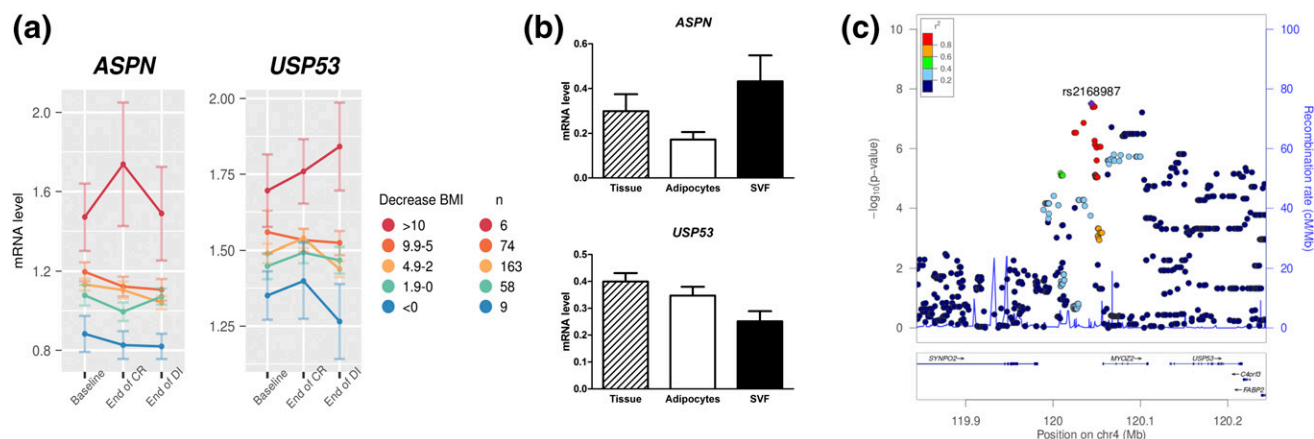 (a)
ASPN
USP53
mRNA level
2.0
1.6
1.2
0.8
2.00
1.75
1.50
1.25
Baseline
End of CR
End of DI
Baseline
End of CR
End of DI
Decrease BMI n
>10 6
9.9-5 74
4.9-2 163
1.9-0 58
<0 9
(b)
ASPN
mRNA level
0.6
0.4
0.2
0.0
Tissue Adipocytes SVF
USP53
mRNA level
0.5
0.4
0.3
0.2
0.1
0.0
Tissue Adipocytes SVF
(c)
r²
0.8
0.6
0.4
0.2
rs2168987
−log₁₀(p−value)
10
8
6
4
2
0
Recombination rate (cM/Mb)
100
80
60
40
20
0
SYNPO2→
MYOZ2→
USP53→
←C4orf3
←FABP2
119.9 120 120.1 120.2
Position on chr4 (Mb)